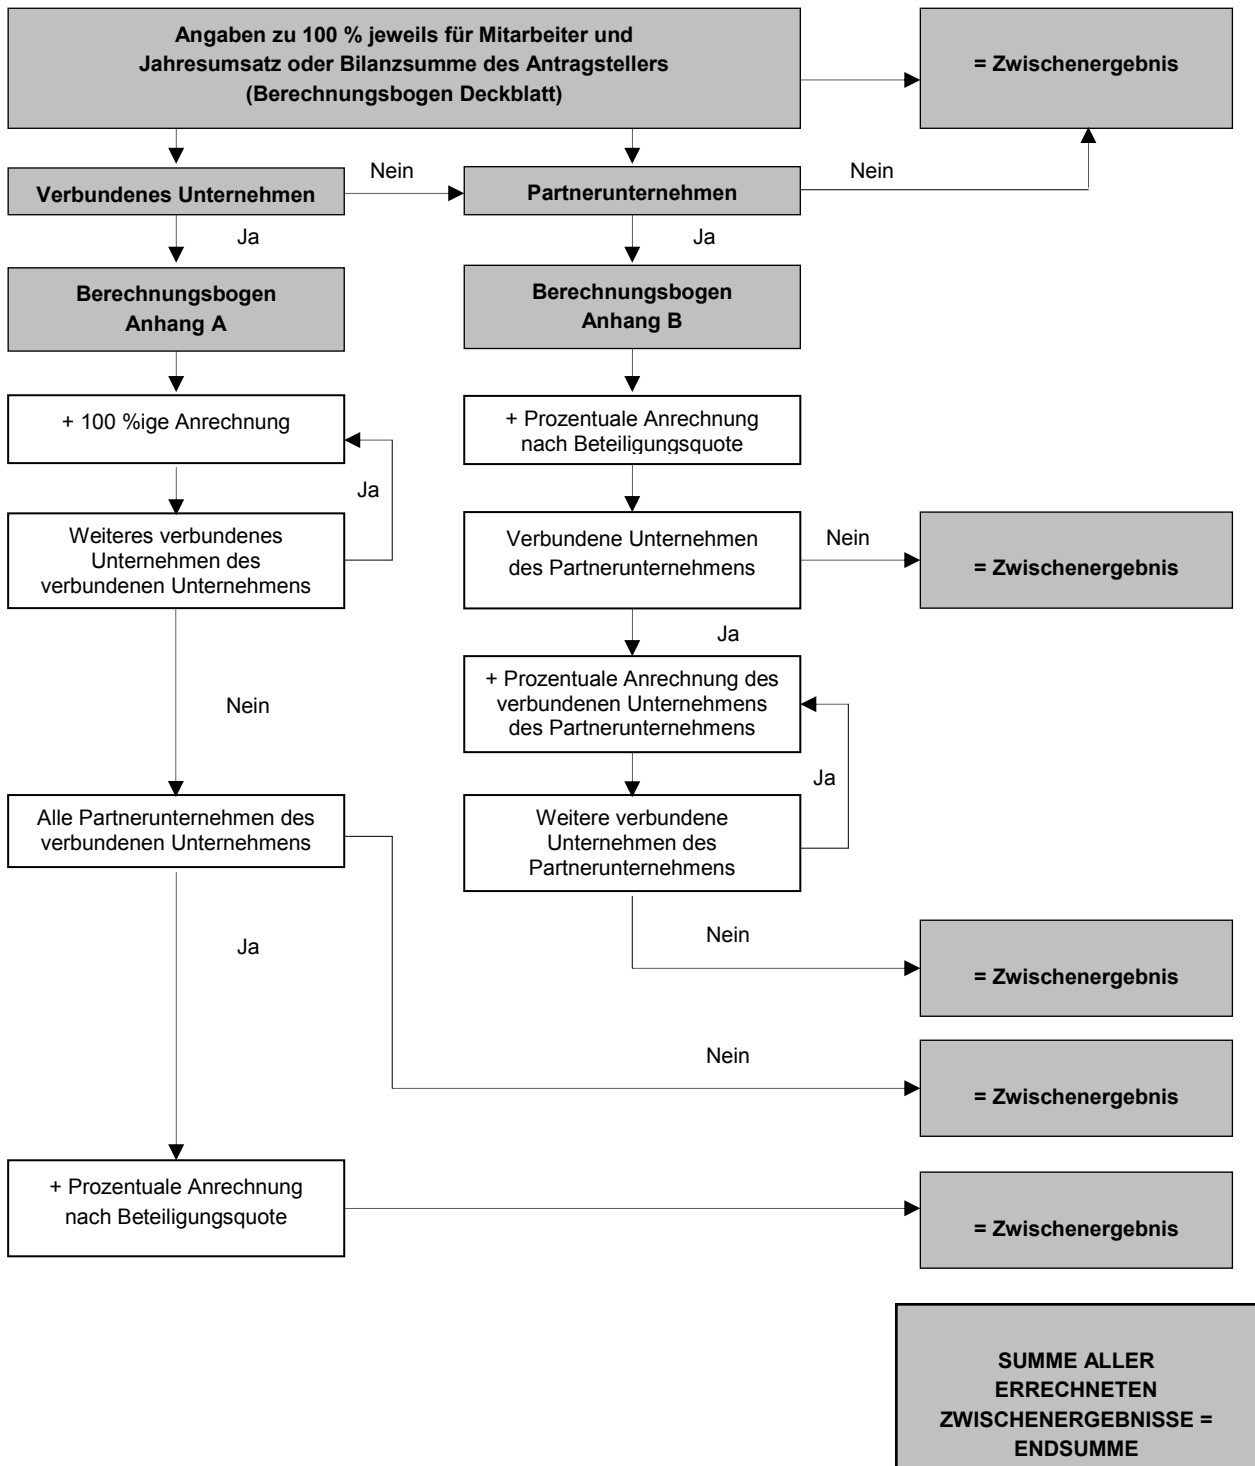 Angaben zu 100 % jeweils für Mitarbeiter und
Jahresumsatz oder Bilanzsumme des Antragstellers
(Berechnungsbogen Deckblatt)
= Zwischenergebnis
Verbundenes Unternehmen
Nein
Partnerunternehmen
Nein
Ja
Ja
Berechnungsbogen
Anhang A
Berechnungsbogen
Anhang B
+ 100 %ige Anrechnung
+ Prozentuale Anrechnung
nach Beteiligungsquote
Ja
Weiteres verbundenes
Unternehmen des
verbundenen Unternehmens
Verbundene Unternehmen
des Partnerunternehmens
Nein
= Zwischenergebnis
Ja
Nein
+ Prozentuale Anrechnung des
verbundenen Unternehmens
des Partnerunternehmens
Ja
Alle Partnerunternehmen des
verbundenen Unternehmens
Weitere verbundene
Unternehmen des
Partnerunternehmens
Ja
Nein
= Zwischenergebnis
Nein
= Zwischenergebnis
+ Prozentuale Anrechnung
nach Beteiligungsquote
= Zwischenergebnis
SUMME ALLER
ERRECHNETEN
ZWISCHENERGEBNISSE =
ENDSUMME